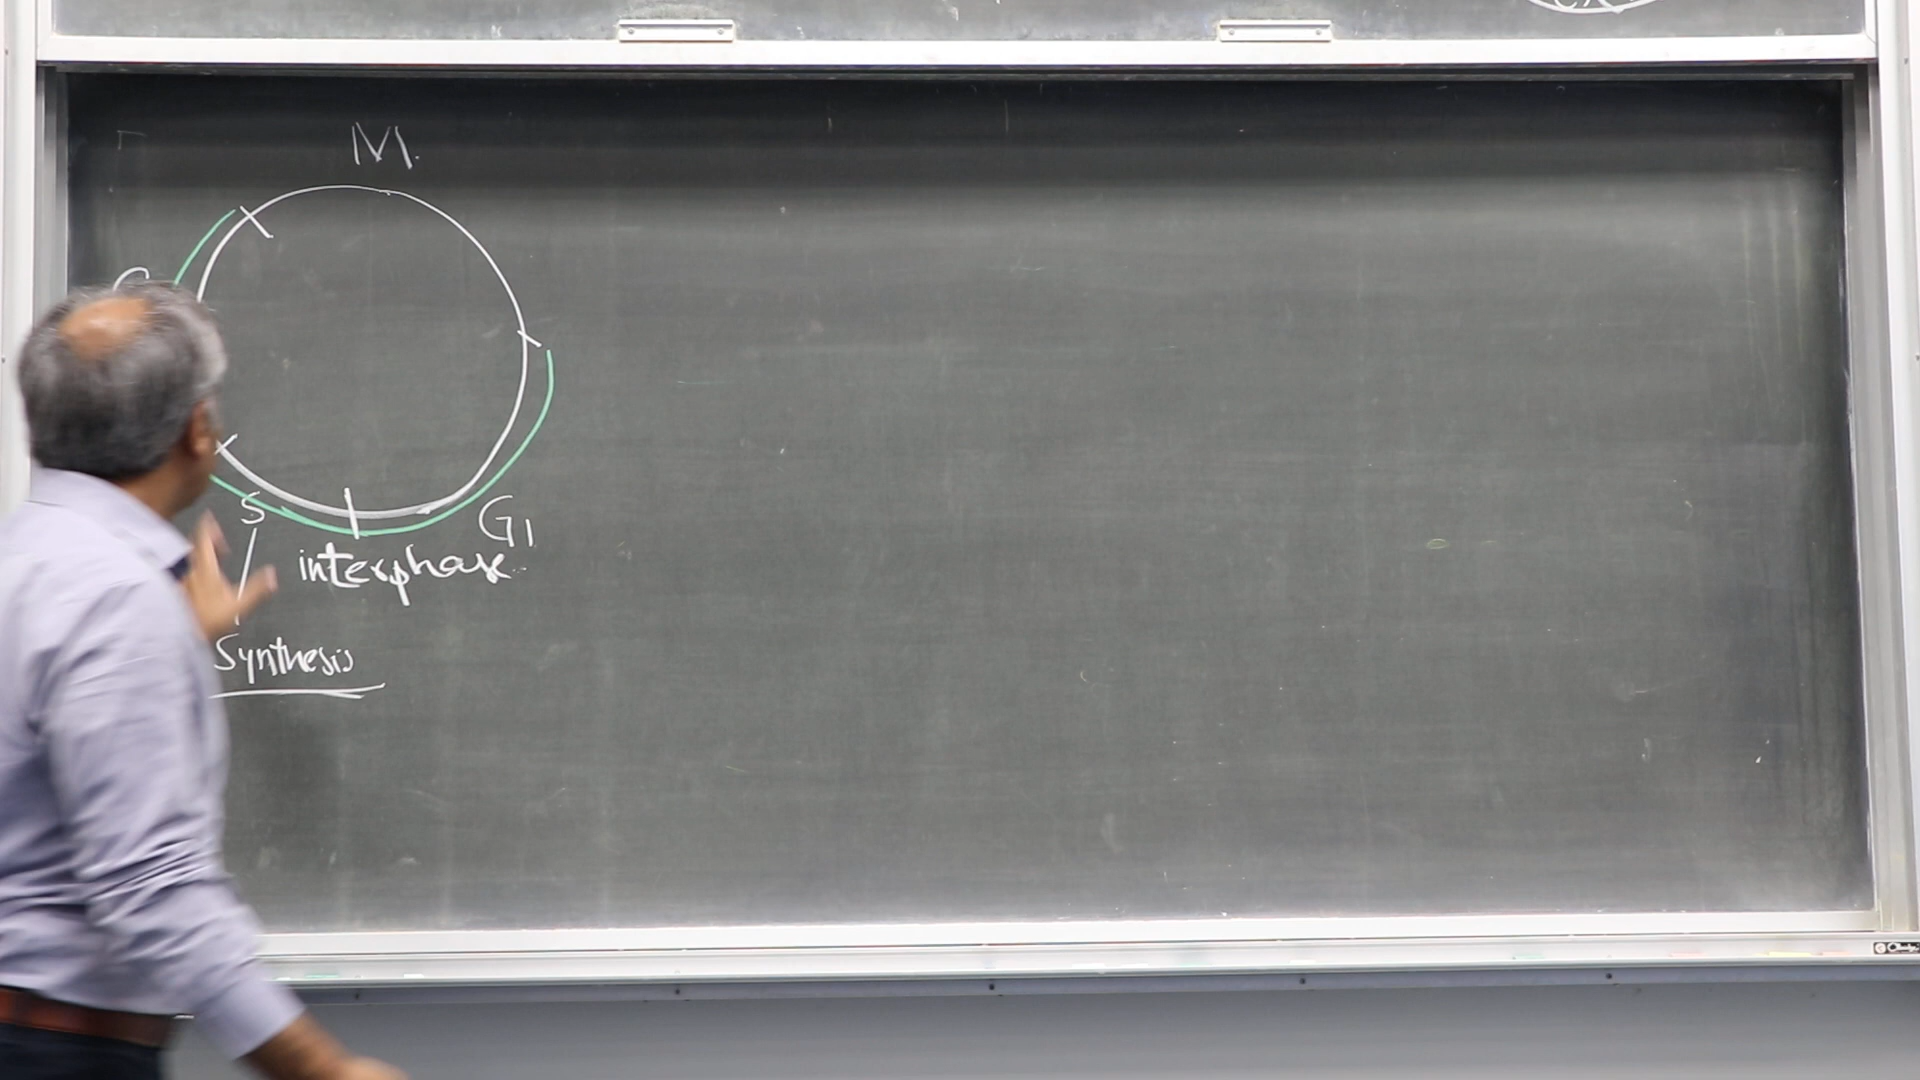 M
G1
S
interphase
Synthesis